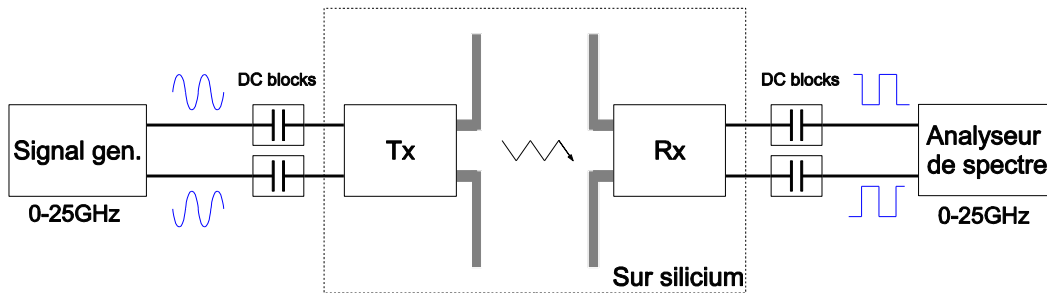 DC blocks
DC blocks
Signal gen.
Tx
Rx
Analyseur
de spectre
0-25GHz
0-25GHz
Sur silicium